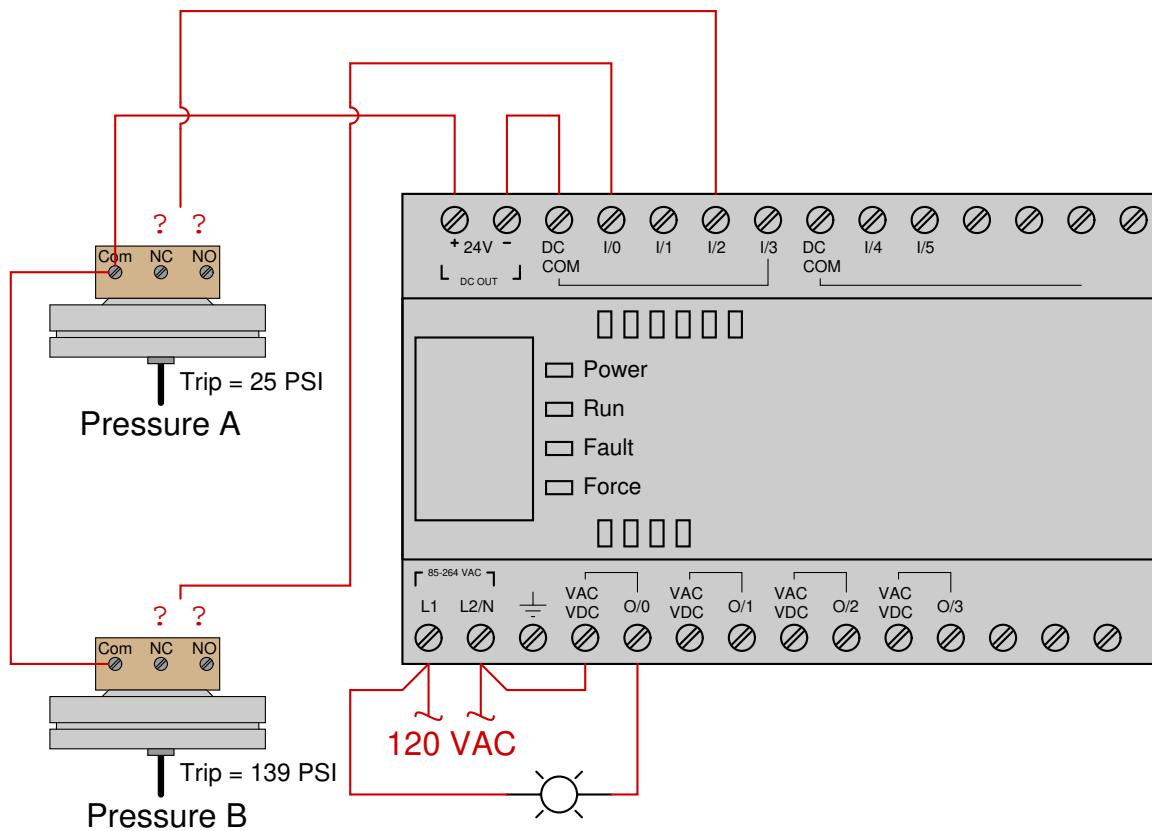 ? ?
Com NC NO
Trip = 25 PSI
Pressure A
? ?
Com NC NO
Trip = 139 PSI
Pressure B
+ 24V -
DC OUT
DC COM
I/0
I/1
I/2
I/3
DC COM
I/4
I/5
Power
Run
Fault
Force
85-264 VAC
L1
L2/N
VAC VDC
O/0
VAC VDC
O/1
VAC VDC
O/2
VAC VDC
O/3
120 VAC